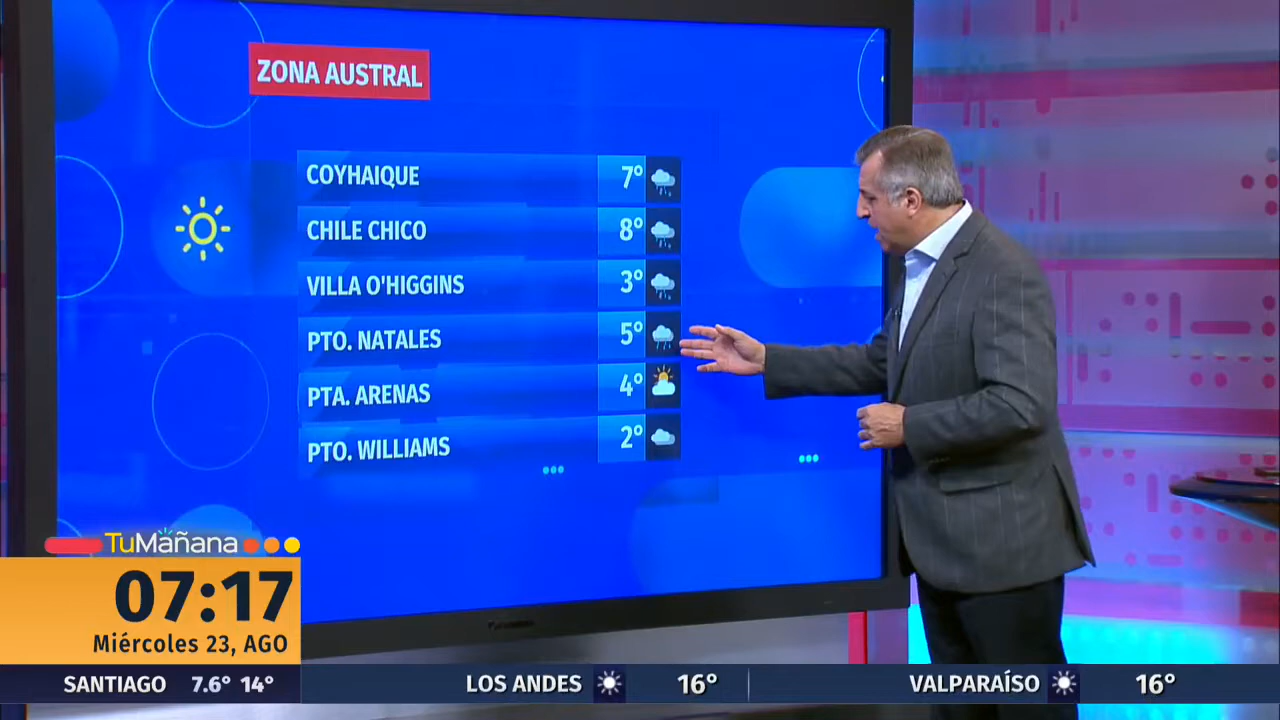 ZONA AUSTRAL
COYHAIQUE 7°
CHILE CHICO 8°
VILLA O'HIGGINS 3°
PTO. NATALES 5°
PTA. ARENAS 4°
PTO. WILLIAMS 2°
TuMañana
07:17
Miércoles 23, AGO
SANTIAGO 7.6° 14° LOS ANDES 16° VALPARAÍSO 16°